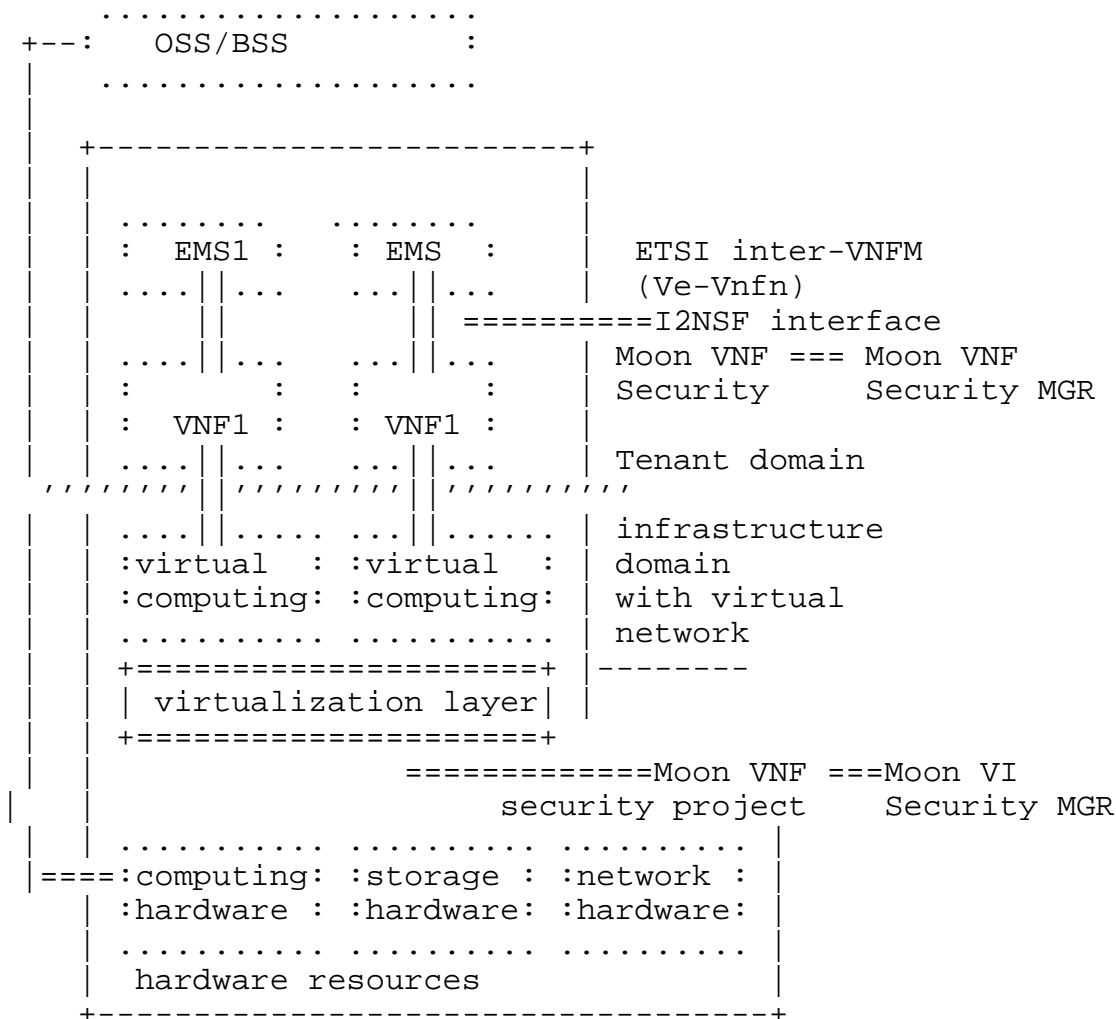 OSS/BSS
EMS1 EMS ETSI inter-VNFM
(Ve-Vnfn)
I2NSF interface
Moon VNF === Moon VNF
Security Security MGR
VNF1 VNF1
Tenant domain
infrastructure
virtual virtual domain
computing computing with virtual
network
virtualization layer
Moon VNF ===Moon VI
security project Security MGR
computing storage network
hardware hardware hardware
hardware resources